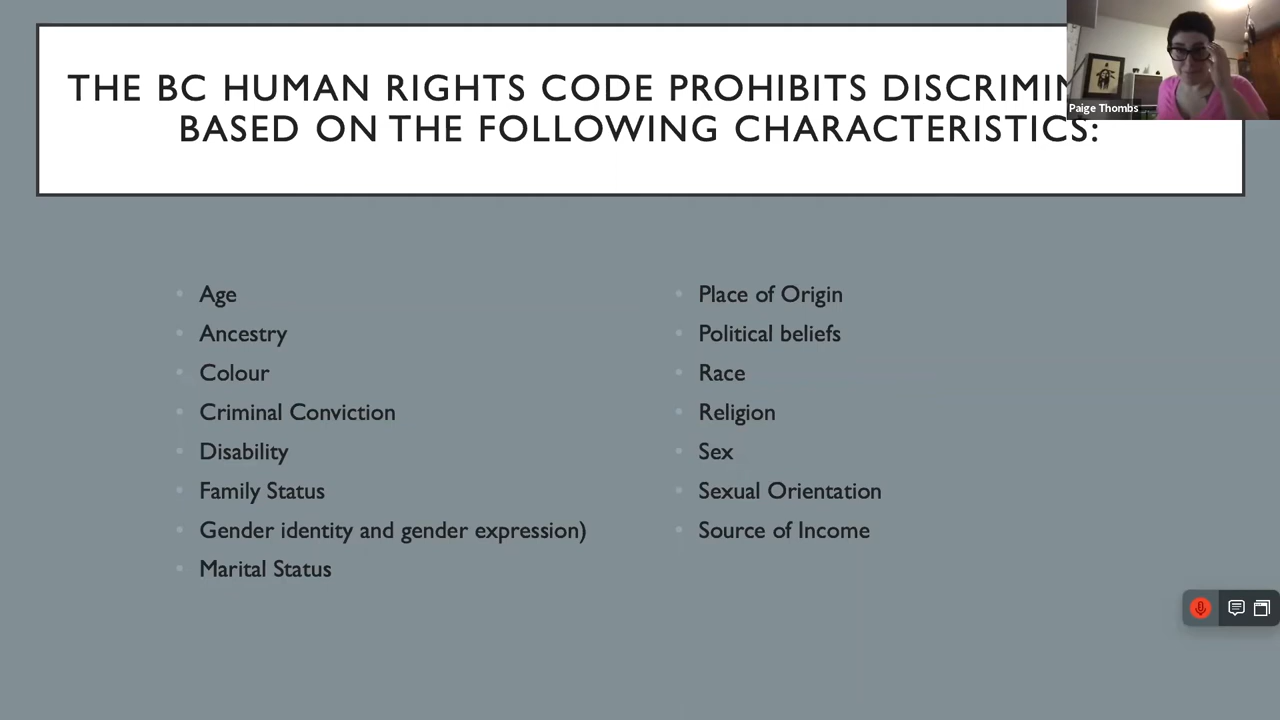 THE BC HUMAN RIGHTS CODE PROHIBITS
BASED ON THE FOLLOWING CHARACTERISTICS:
Paige Thombs
Age
Ancestry
Colour
Criminal Conviction
Disability
Family Status
Gender identity and gender expression)
Marital Status
Place of Origin
Political beliefs
Race
Religion
Sex
Sexual Orientation
Source of Income